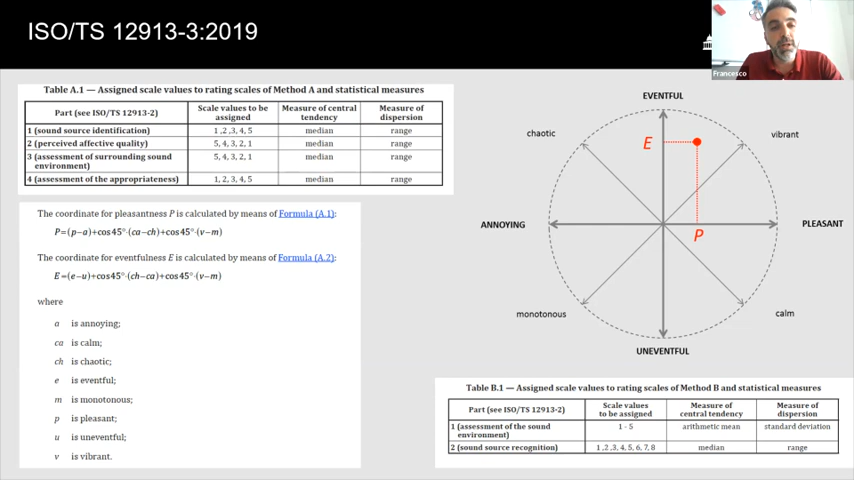 ISO/TS 12913-3:2019
Francesco
Table A.1 — Assigned scale values to rating scales of Method A and statistical measures
Part (see ISO/TS 12913-2) Scale values to be assigned Measure of central tendency Measure of dispersion
1 (sound source identification) 1 ,2 ,3, 4, 5 median range
2 (perceived affective quality) 5, 4, 3, 2, 1 median range
3 (assessment of surrounding sound environment) 5, 4, 3, 2, 1 median range
4 (assessment of the appropriateness) 1, 2, 3, 4, 5 median range
The coordinate for pleasantness P is calculated by means of Formula (A.1):
P=(p−a)+cos45°·(ca−ch)+cos45°·(v−m)
The coordinate for eventfulness E is calculated by means of Formula (A.2):
E=(e−u)+cos45°·(ch−ca)+cos45°·(v−m)
where
a is annoying;
ca is calm;
ch is chaotic;
e is eventful;
m is monotonous;
p is pleasant;
u is uneventful;
v is vibrant.
EVENTFUL
chaotic
vibrant
E
ANNOYING
PLEASANT
P
monotonous
calm
UNEVENTFUL
Table B.1 — Assigned scale values to rating scales of Method B and statistical measures
Part (see ISO/TS 12913-2) Scale values to be assigned Measure of central tendency Measure of dispersion
1 (assessment of the sound environment) 1 - 5 arithmetic mean standard deviation
2 (sound source recognition) 1 ,2 ,3, 4, 5, 6, 7, 8 median range